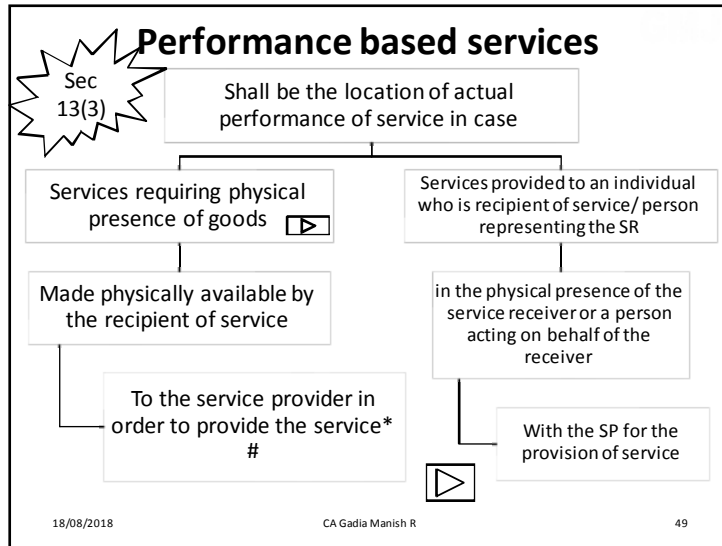 Performance based services
Sec
13(3)
Shall be the location of actual
performance of service in case
Services requiring physical
presence of goods
Services provided to an individual
who is recipient of service/ person
representing the SR
Made physically available by
the recipient of service
in the physical presence of the
service receiver or a person
acting on behalf of the
receiver
To the service provider in
order to provide the service*
#
With the SP for the
provision of service
18/08/2018
CA Gadia Manish R
49